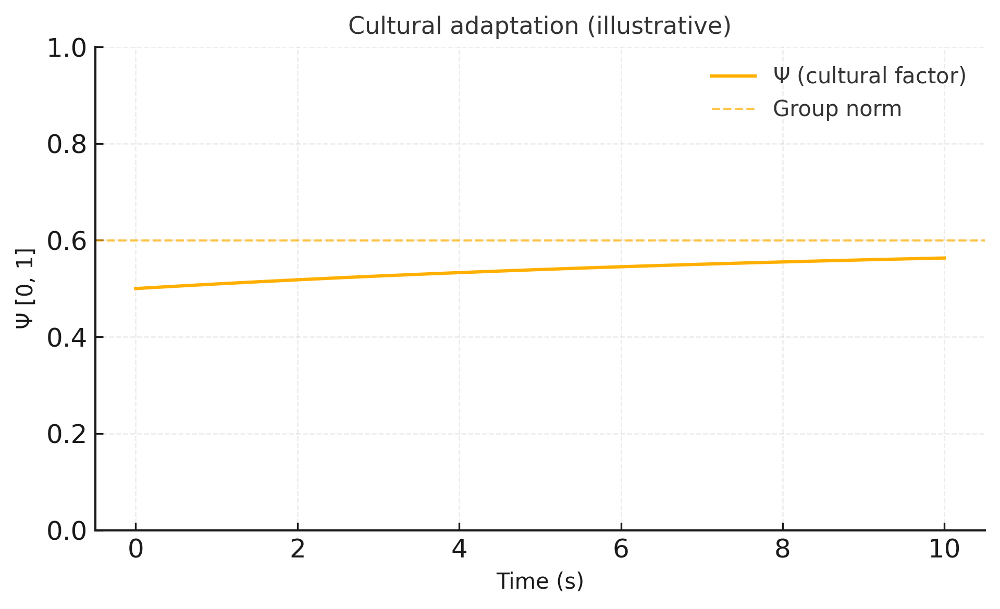 Cultural adaptation (illustrative)
1.0
0.8
0.6
0.4
0.2
0.0
Ψ [0, 1]
Ψ (cultural factor)
Group norm
0 2 4 6 8 10
Time (s)